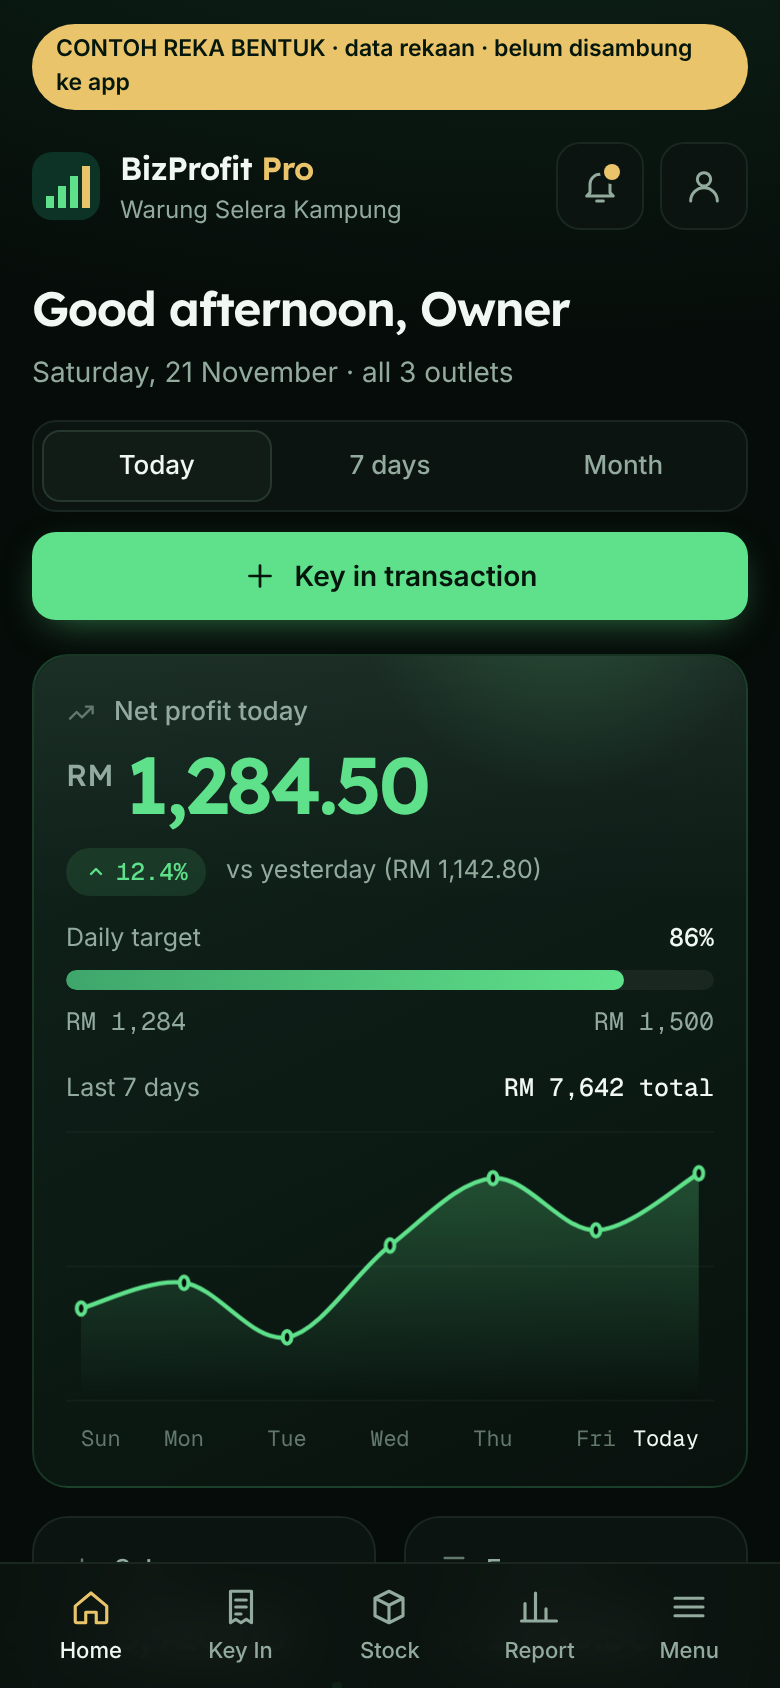 CONTOH REKA BENTUK · data rekaan · belum disambung
ke app
BizProfit Pro
Warung Selera Kampung
Good afternoon, Owner
Saturday, 21 November · all 3 outlets
Today
7 days
Month
Key in transaction
Net profit today
RM 1,284.50
12.4% vs yesterday (RM 1,142.80)
Daily target
86%
RM 1,284
RM 1,500
Last 7 days
RM 7,642 total
Sun
Mon
Tue
Wed
Thu
Fri
Today
Home
Key In
Stock
Report
Menu